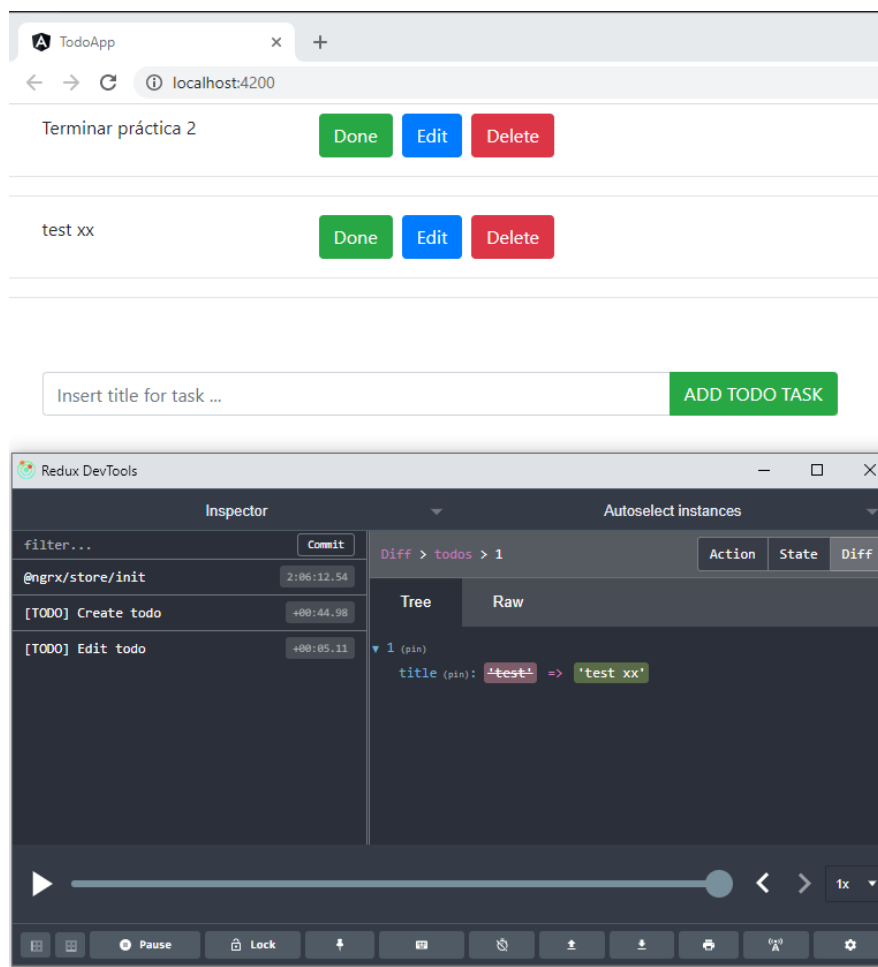 TodoApp
localhost:4200
Terminar práctica 2 Done Edit Delete
test xx Done Edit Delete
Insert title for task ... ADD TODO TASK
Redux DevTools
Inspector Autoselect instances
filter... Commit Diff > todos > 1 Action State Diff
@ngrx/store/init 2:06:12.54
Tree Raw
[TODO] Create todo +00:44.98
[TODO] Edit todo +00:05.11 1 (pin)
title (pin): 'test' => 'test xx'
1x
Pause Lock